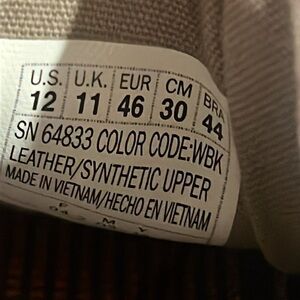 U.S. U.K. EUR CM BRA
12 11 46 30 44
SN 64833 COLOR CODE:WBK
LEATHER/SYNTHETIC UPPER
MADE IN VIETNAM/HECHO EN VIETNAM